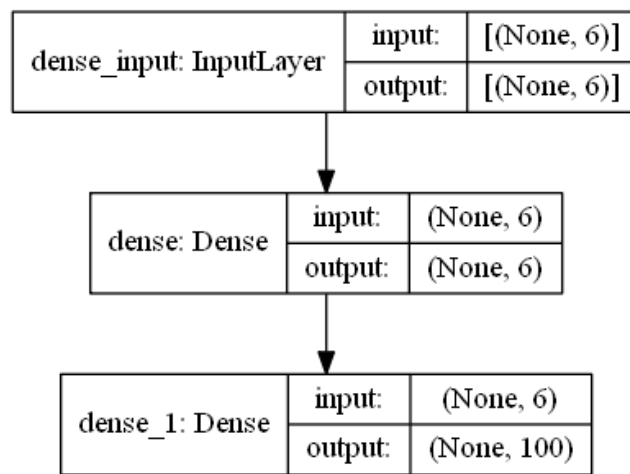 dense_input: InputLayer
input: [(None, 6)]
output: [(None, 6)]
dense: Dense
input: (None, 6)
output: (None, 6)
dense_1: Dense
input: (None, 6)
output: (None, 100)